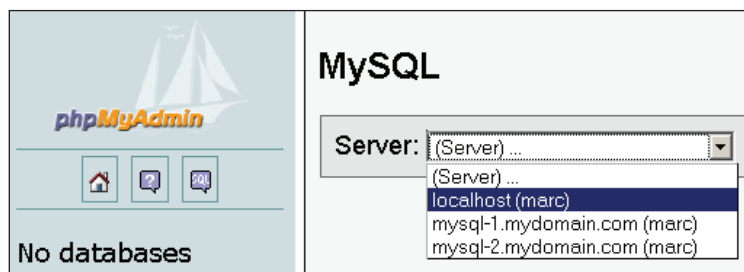 phpMyAdmin
SQL
No databases
MySQL
Server: (Server) ...
(Server) ...
localhost (marc)
mysql-1.mydomain.com (marc)
mysql-2.mydomain.com (marc)